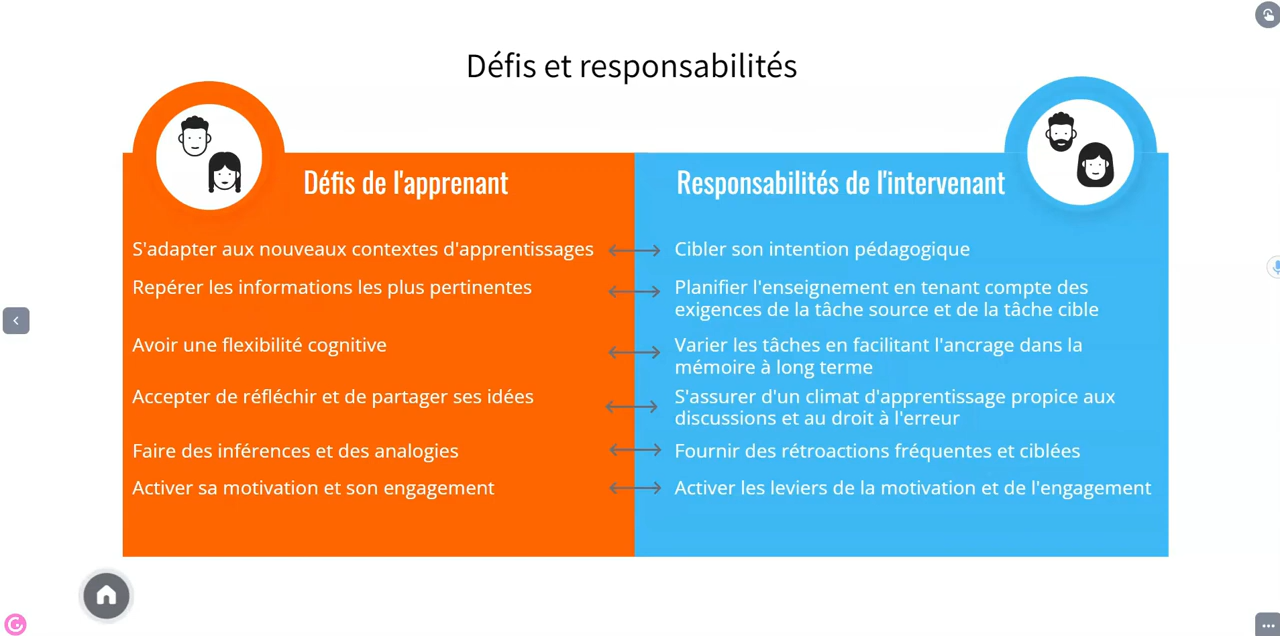 Défis et responsabilités
Défis de l'apprenant
S'adapter aux nouveaux contextes d'apprentissages
Repérer les informations les plus pertinentes
Avoir une flexibilité cognitive
Accepter de réfléchir et de partager ses idées
Faire des inférences et des analogies
Activer sa motivation et son engagement
Responsabilités de l'intervenant
Cibler son intention pédagogique
Planifier l'enseignement en tenant compte des
exigences de la tâche source et de la tâche cible
Varier les tâches en facilitant l'ancrage dans la
mémoire à long terme
S'assurer d'un climat d'apprentissage propice aux
discussions et au droit à l'erreur
Fournir des rétroactions fréquentes et ciblées
Activer les leviers de la motivation et de l'engagement